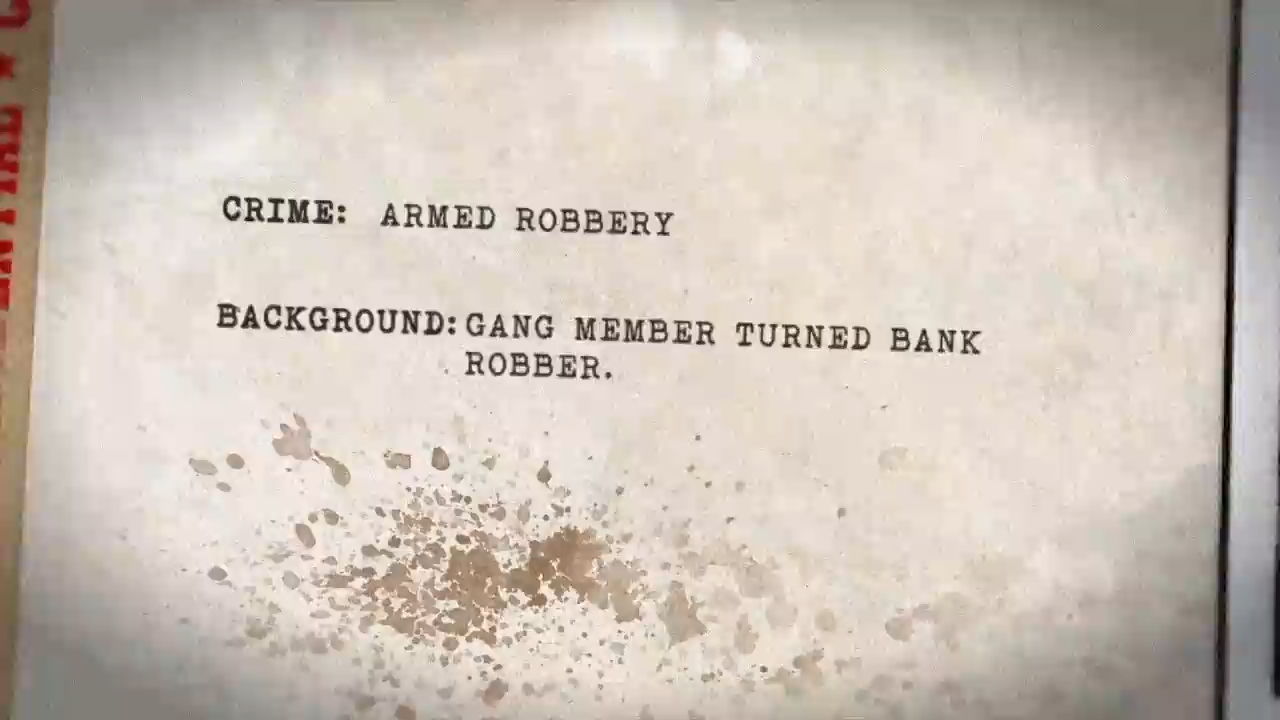 CRIME: ARMED ROBBERY
BACKGROUND: GANG MEMBER TURNED BANK
ROBBER.